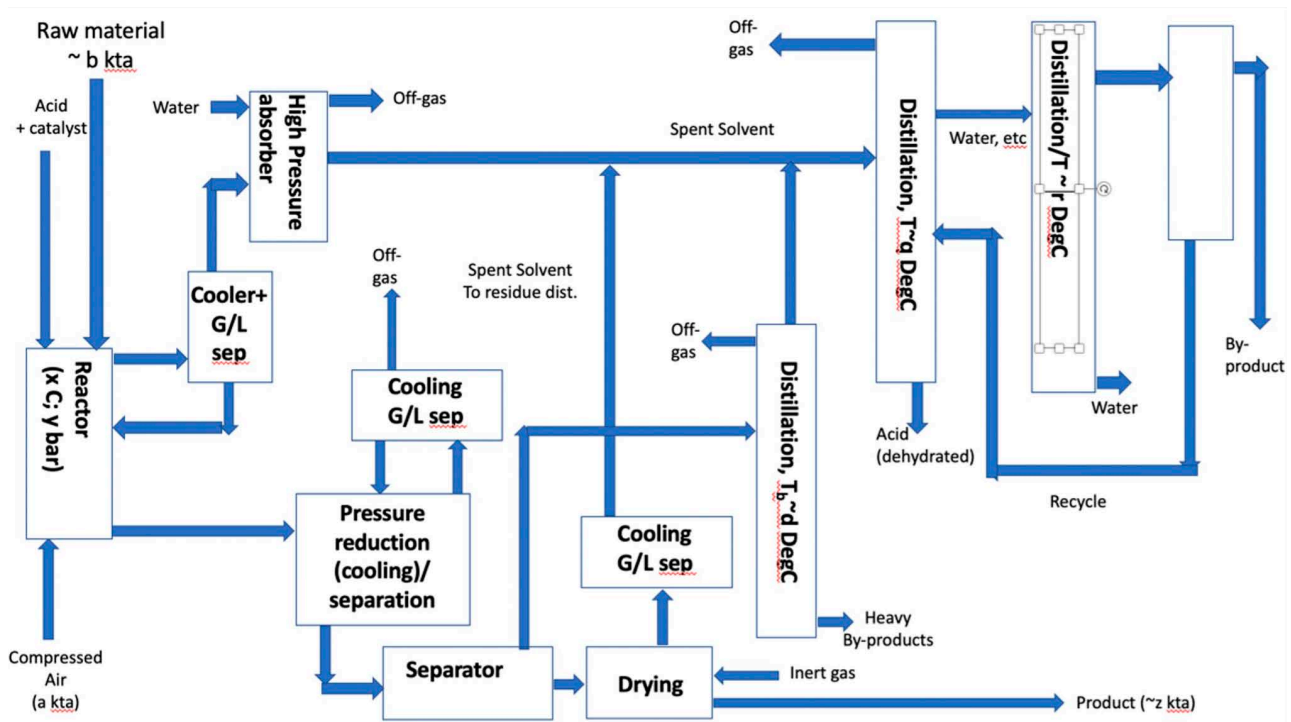 Raw material
~ b kta
Acid
+ catalyst
Water
High Pressure
absorber
Off-gas
Spent Solvent
Off-
gas
Distillation, T~q DegC
Water, etc
Distillation/T ~ r DegC
By-
product
Cooler+
G/L
sep
Off-
gas
Spent Solvent
To residue dist.
Off-
gas
Reactor
(x C; y bar)
Cooling
G/L sep
Distillation, Tb~d DegC
Acid
(dehydrated)
Water
Recycle
Pressure
reduction
(cooling)/
separation
Cooling
G/L sep
Heavy
By-products
Compressed
Air
(a kta)
Separator
Drying
Inert gas
Product (~z kta)